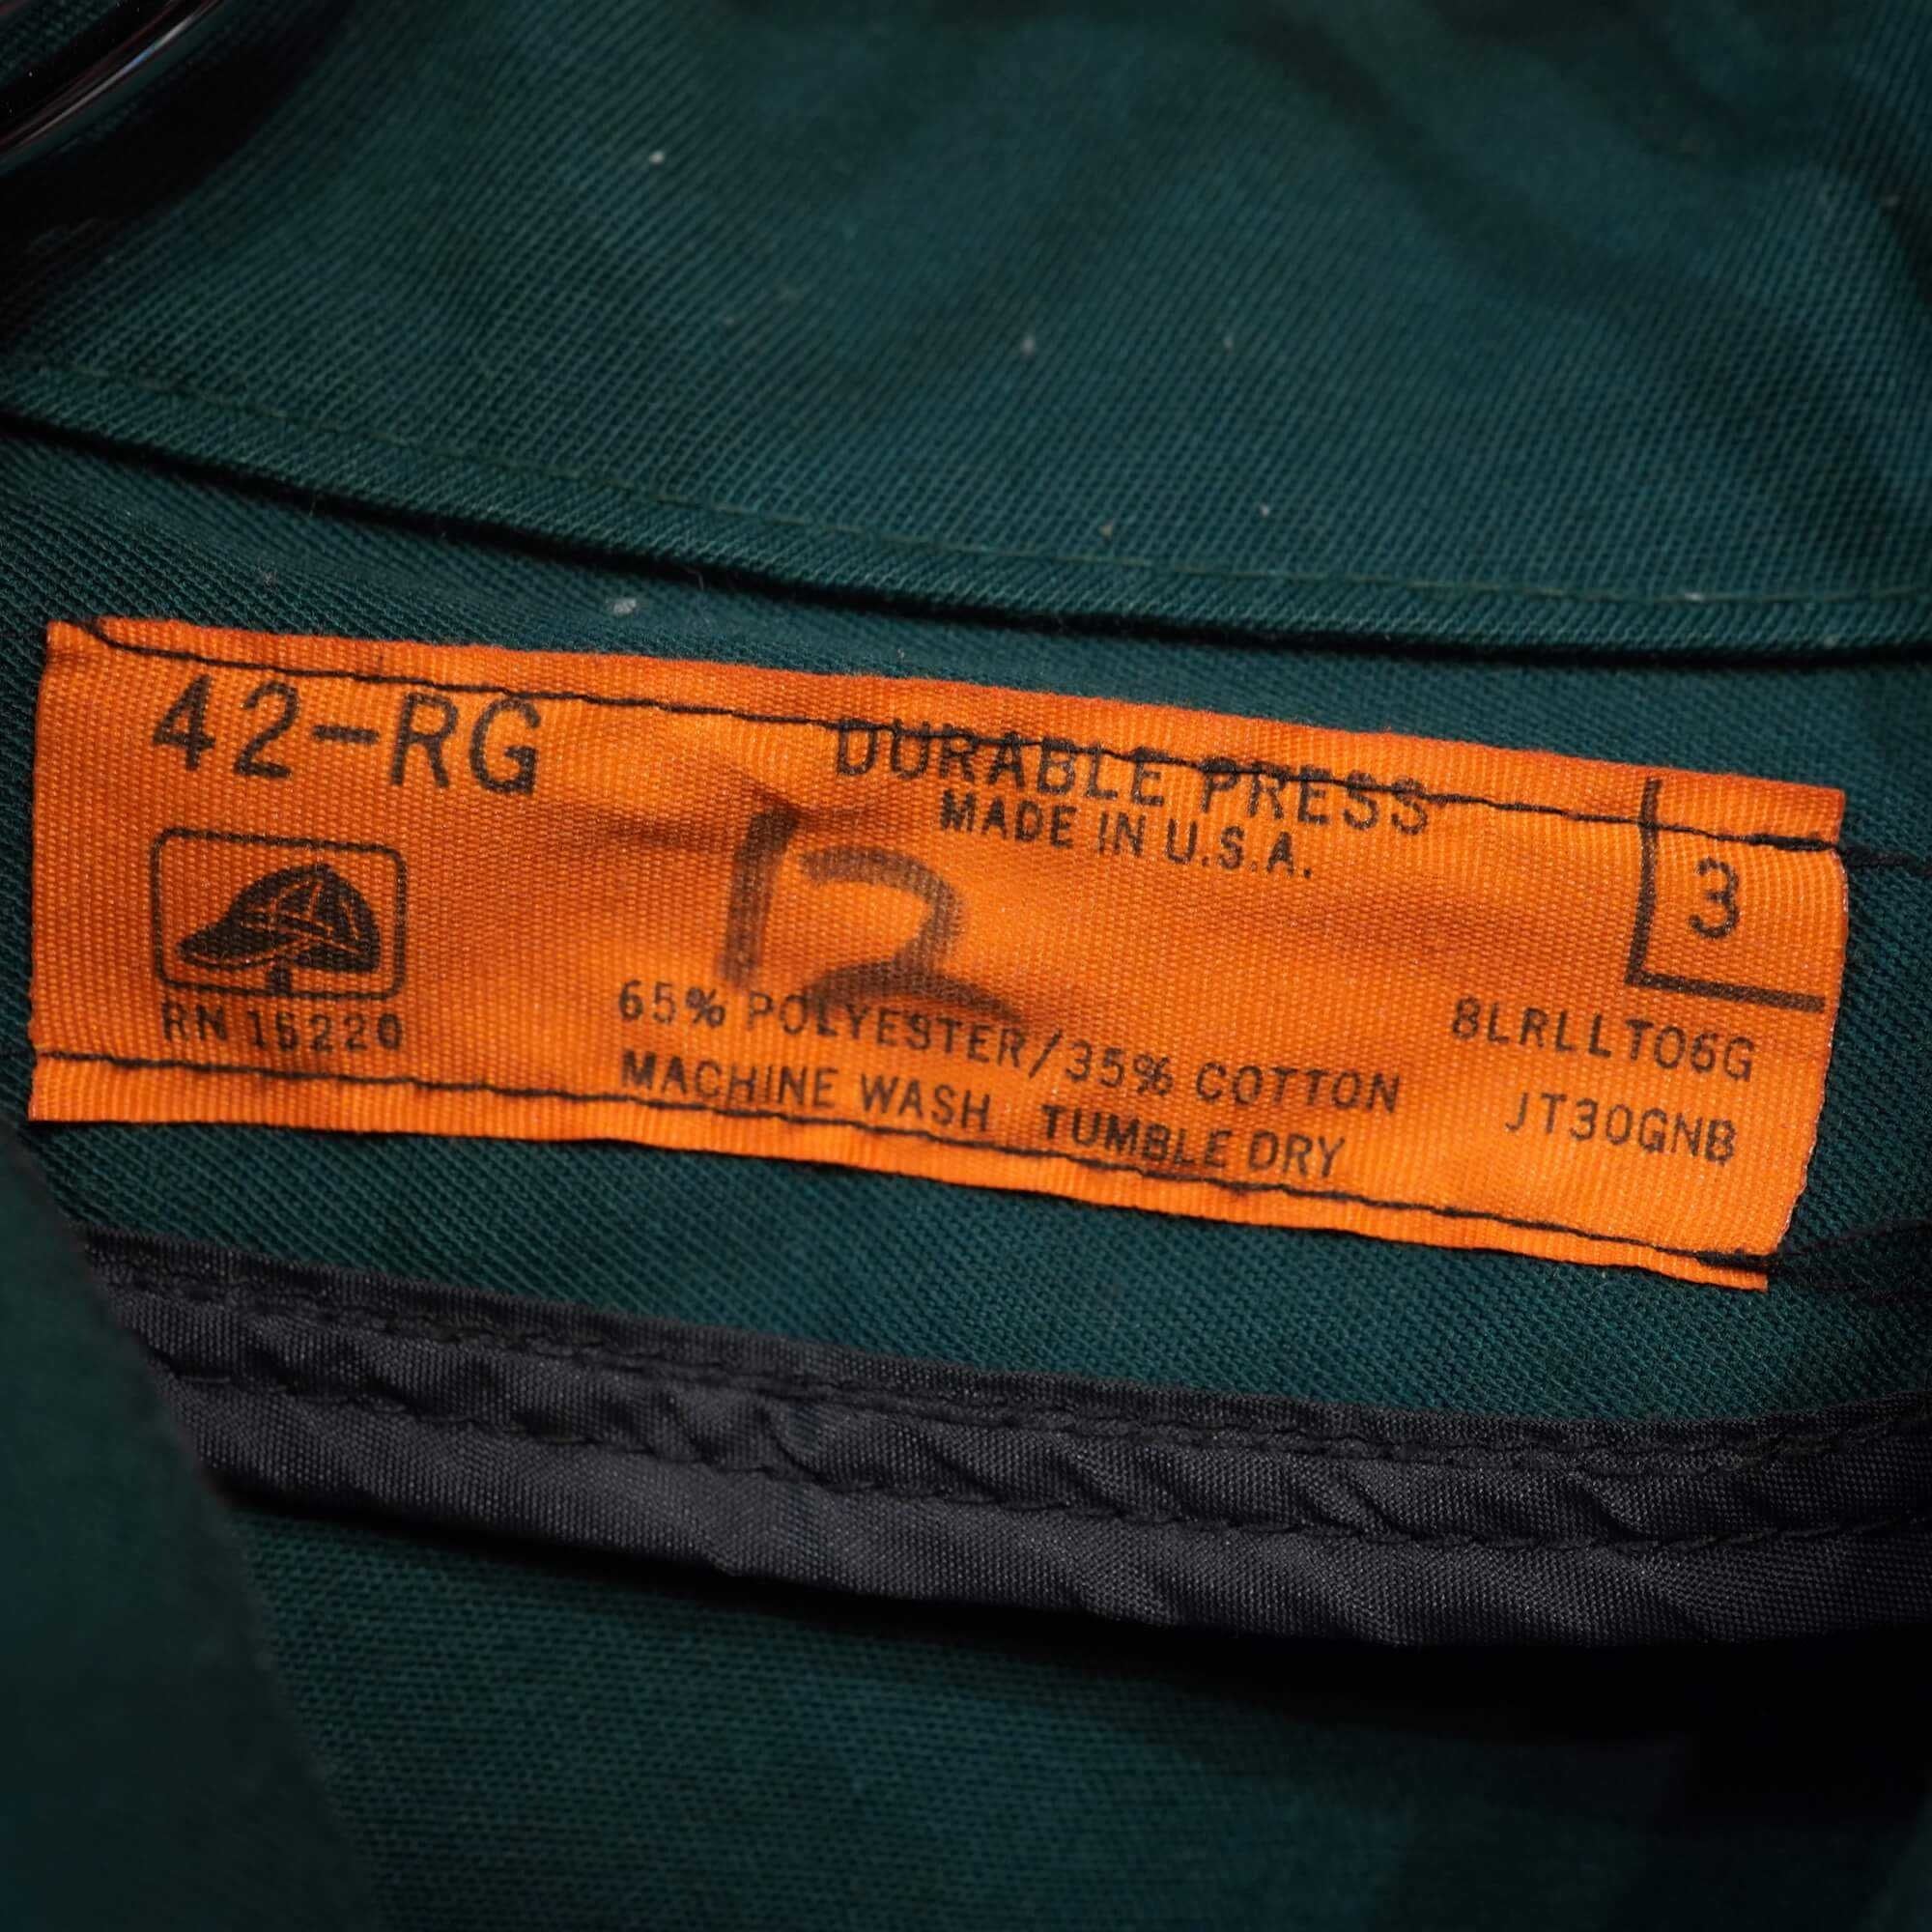 42-RG
DURABLE PRESS
MADE IN U.S.A.
3
12
RN 15220
65% POLYESTER/35% COTTON
MACHINE WASH TUMBLE DRY
8LRLLT06G
JT30GNB